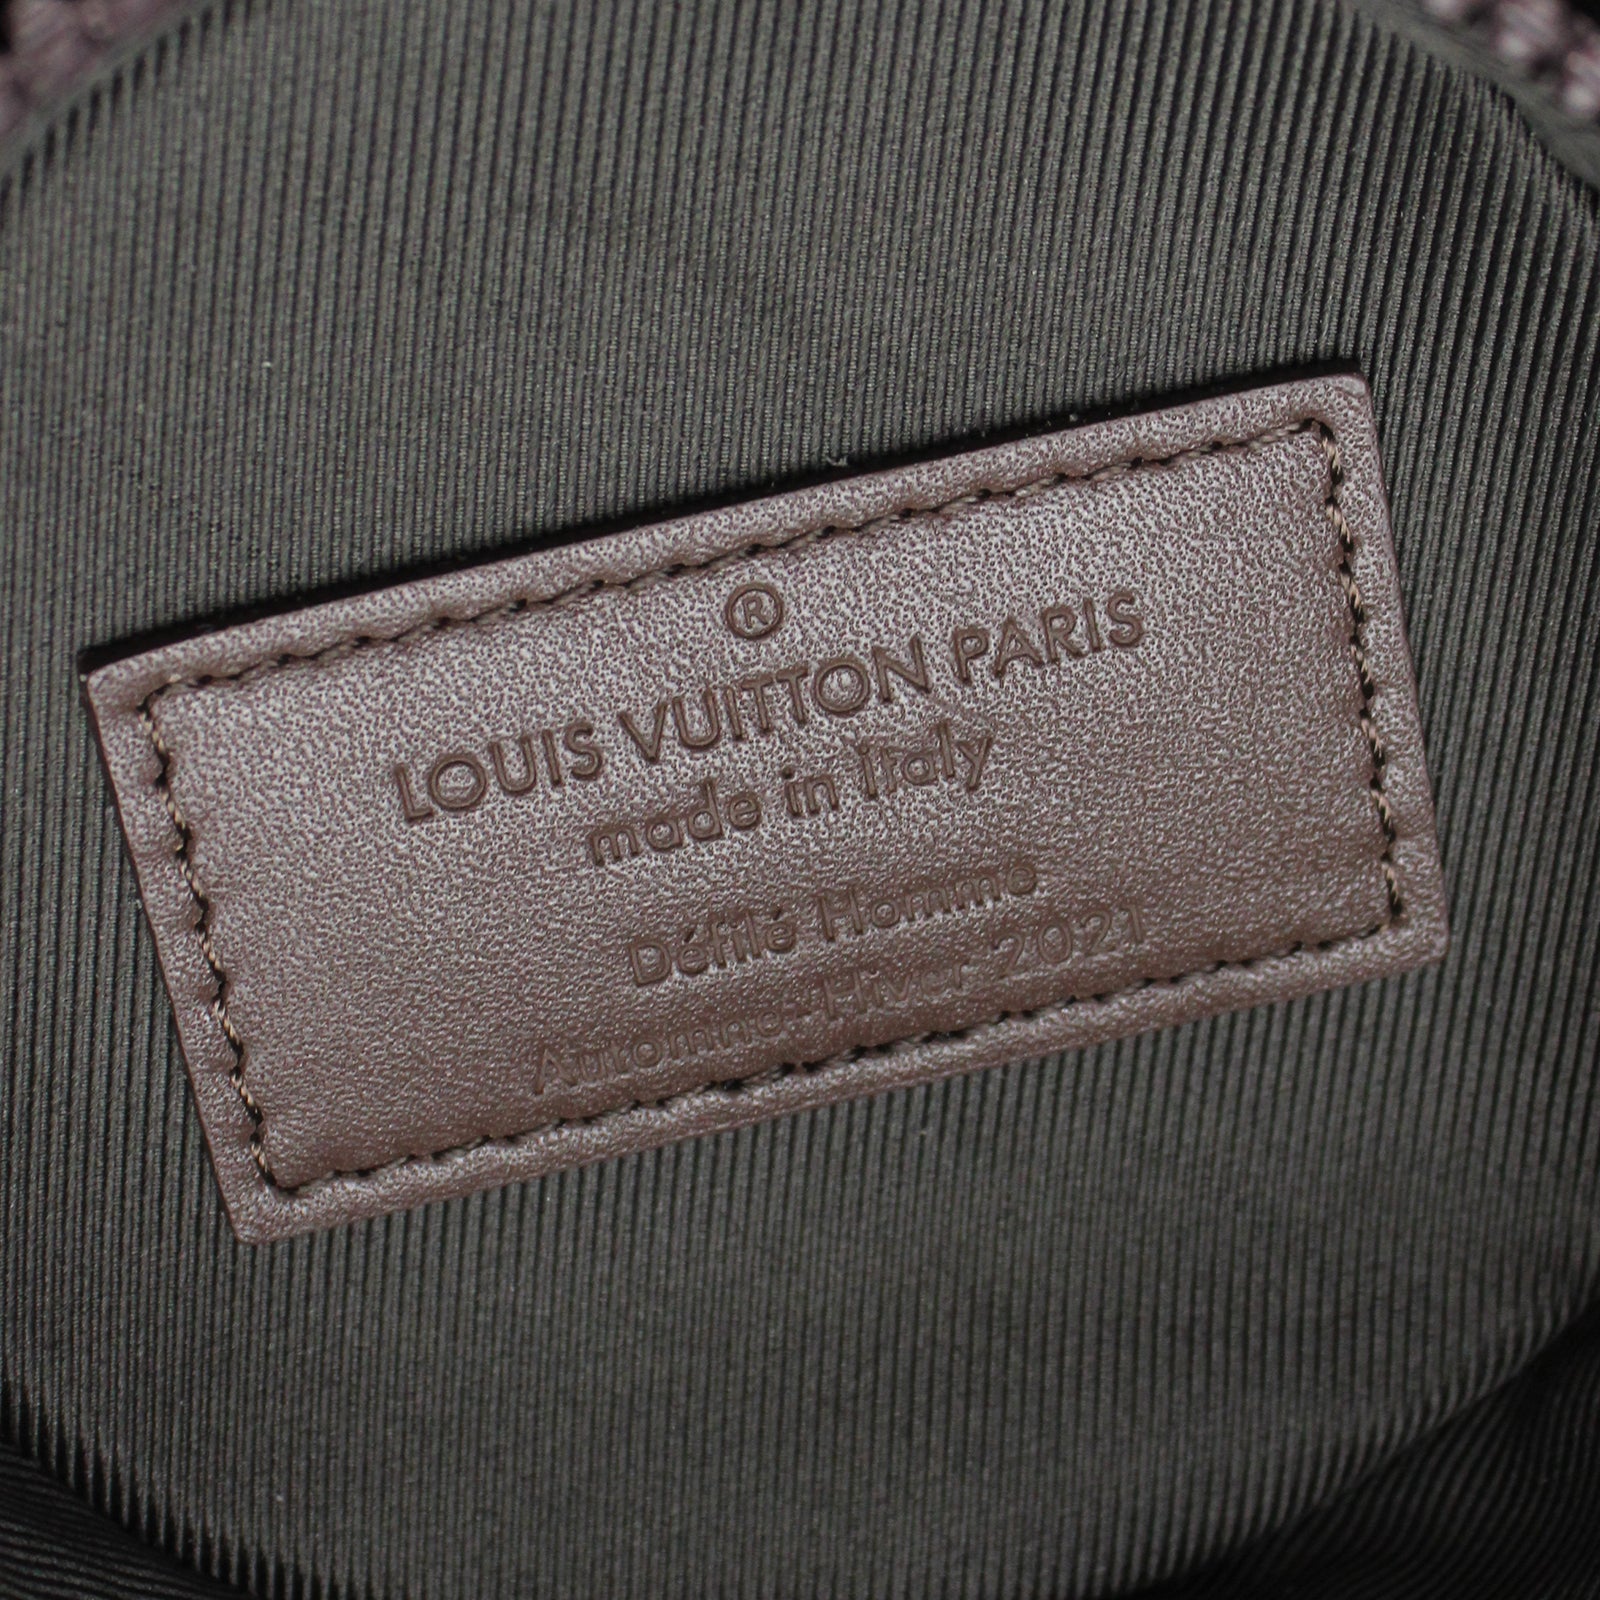 ®
LOUIS VUITTON PARIS
made in Italy
Défilé Homme
Automne-Hiver 2021